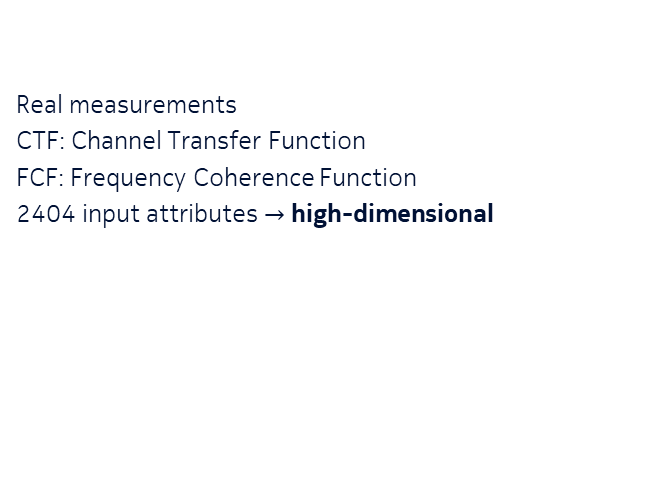 Real measurements
CTF: Channel Transfer Function
FCF: Frequency Coherence Function
2404 input attributes → high-dimensional